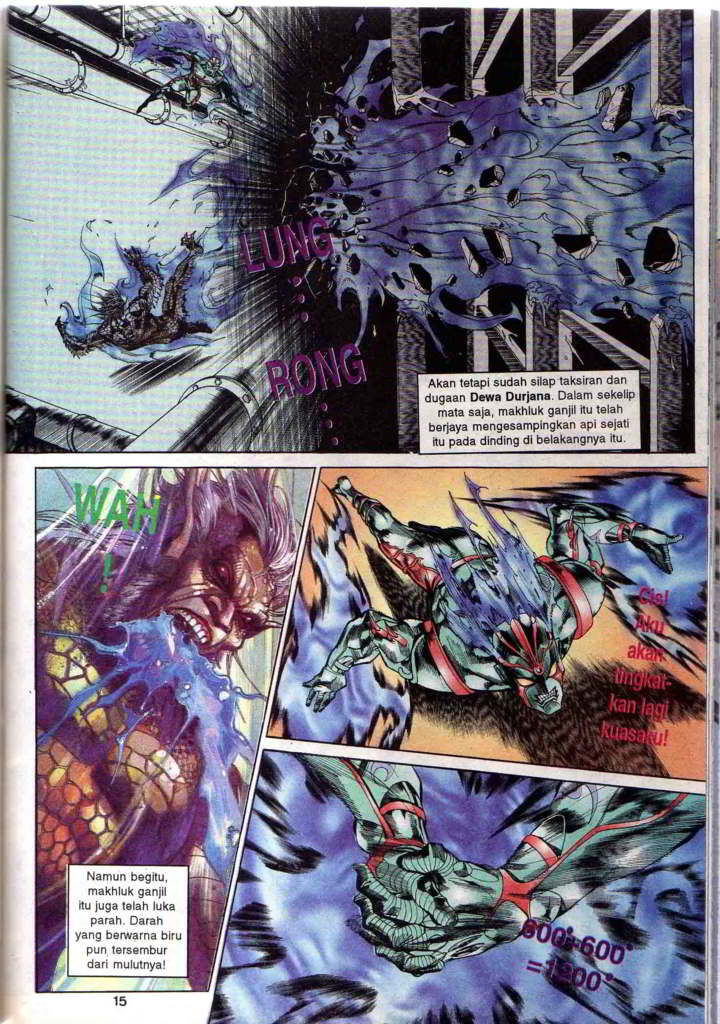 LUNG
RONG
Akan tetapi sudah silap taksiran dan
dugaan Dewa Durjana. Dalam sekelip
mata saja, makhluk ganjil itu telah
berjaya mengesampingkan api sejati
itu pada dinding di belakangnya itu.
WAH
!
Cis!
Aku
akan
tingkat-
kan lagi
kuasaku!
Namun begitu,
makhluk ganjil
itu juga telah luka
parah. Darah
yang berwarna biru
pun tersembur
dari mulutnya!
600°+600°
=1200°
15